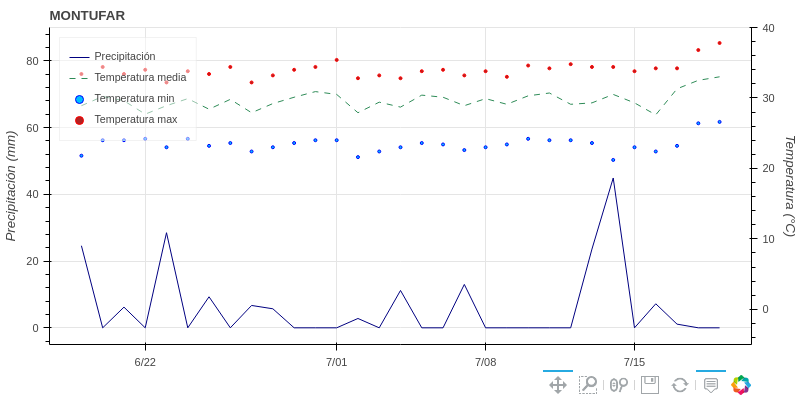 MONTUFAR
Precipitación
Temperatura media
Temperatura min
Temperatura max
Precipitación (mm)
80
60
40
20
0
Temperatura (°C)
40
30
20
10
0
6/22
7/01
7/08
7/15